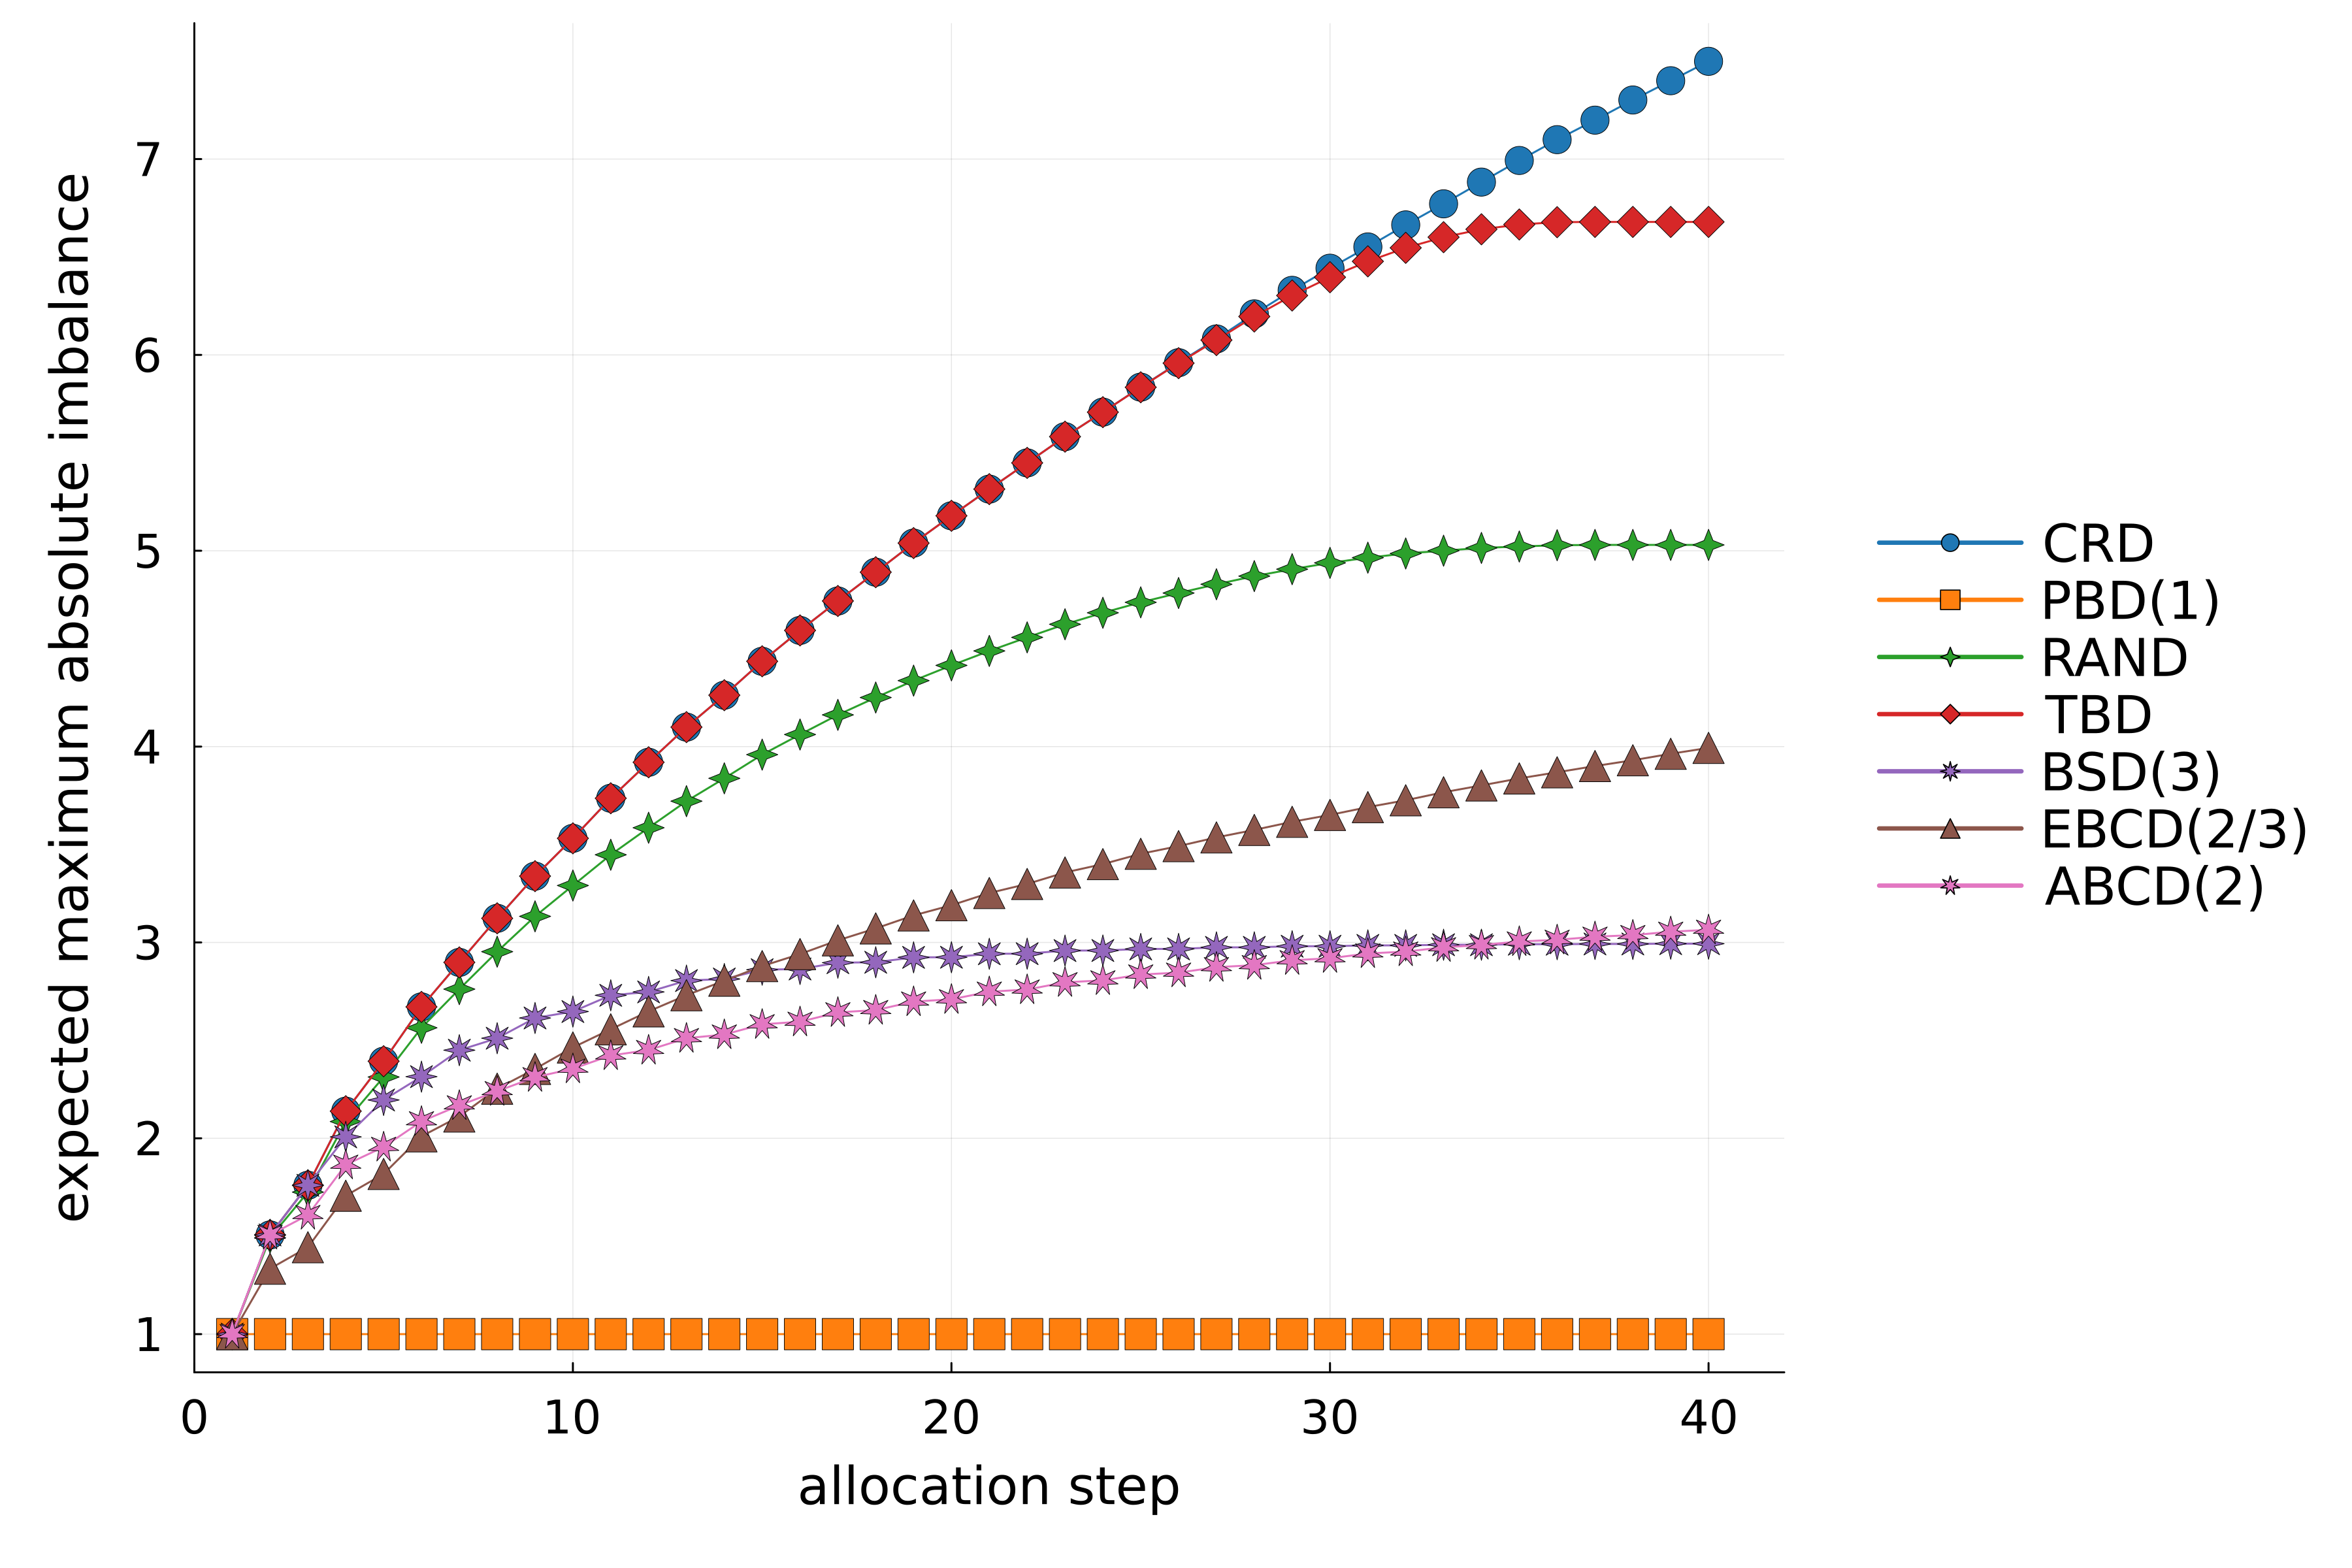 expected maximum absolute imbalance
7
6
5
4
3
2
1
0 10 20 30 40
allocation step
CRD
PBD(1)
RAND
TBD
BSD(3)
EBCD(2/3)
ABCD(2)